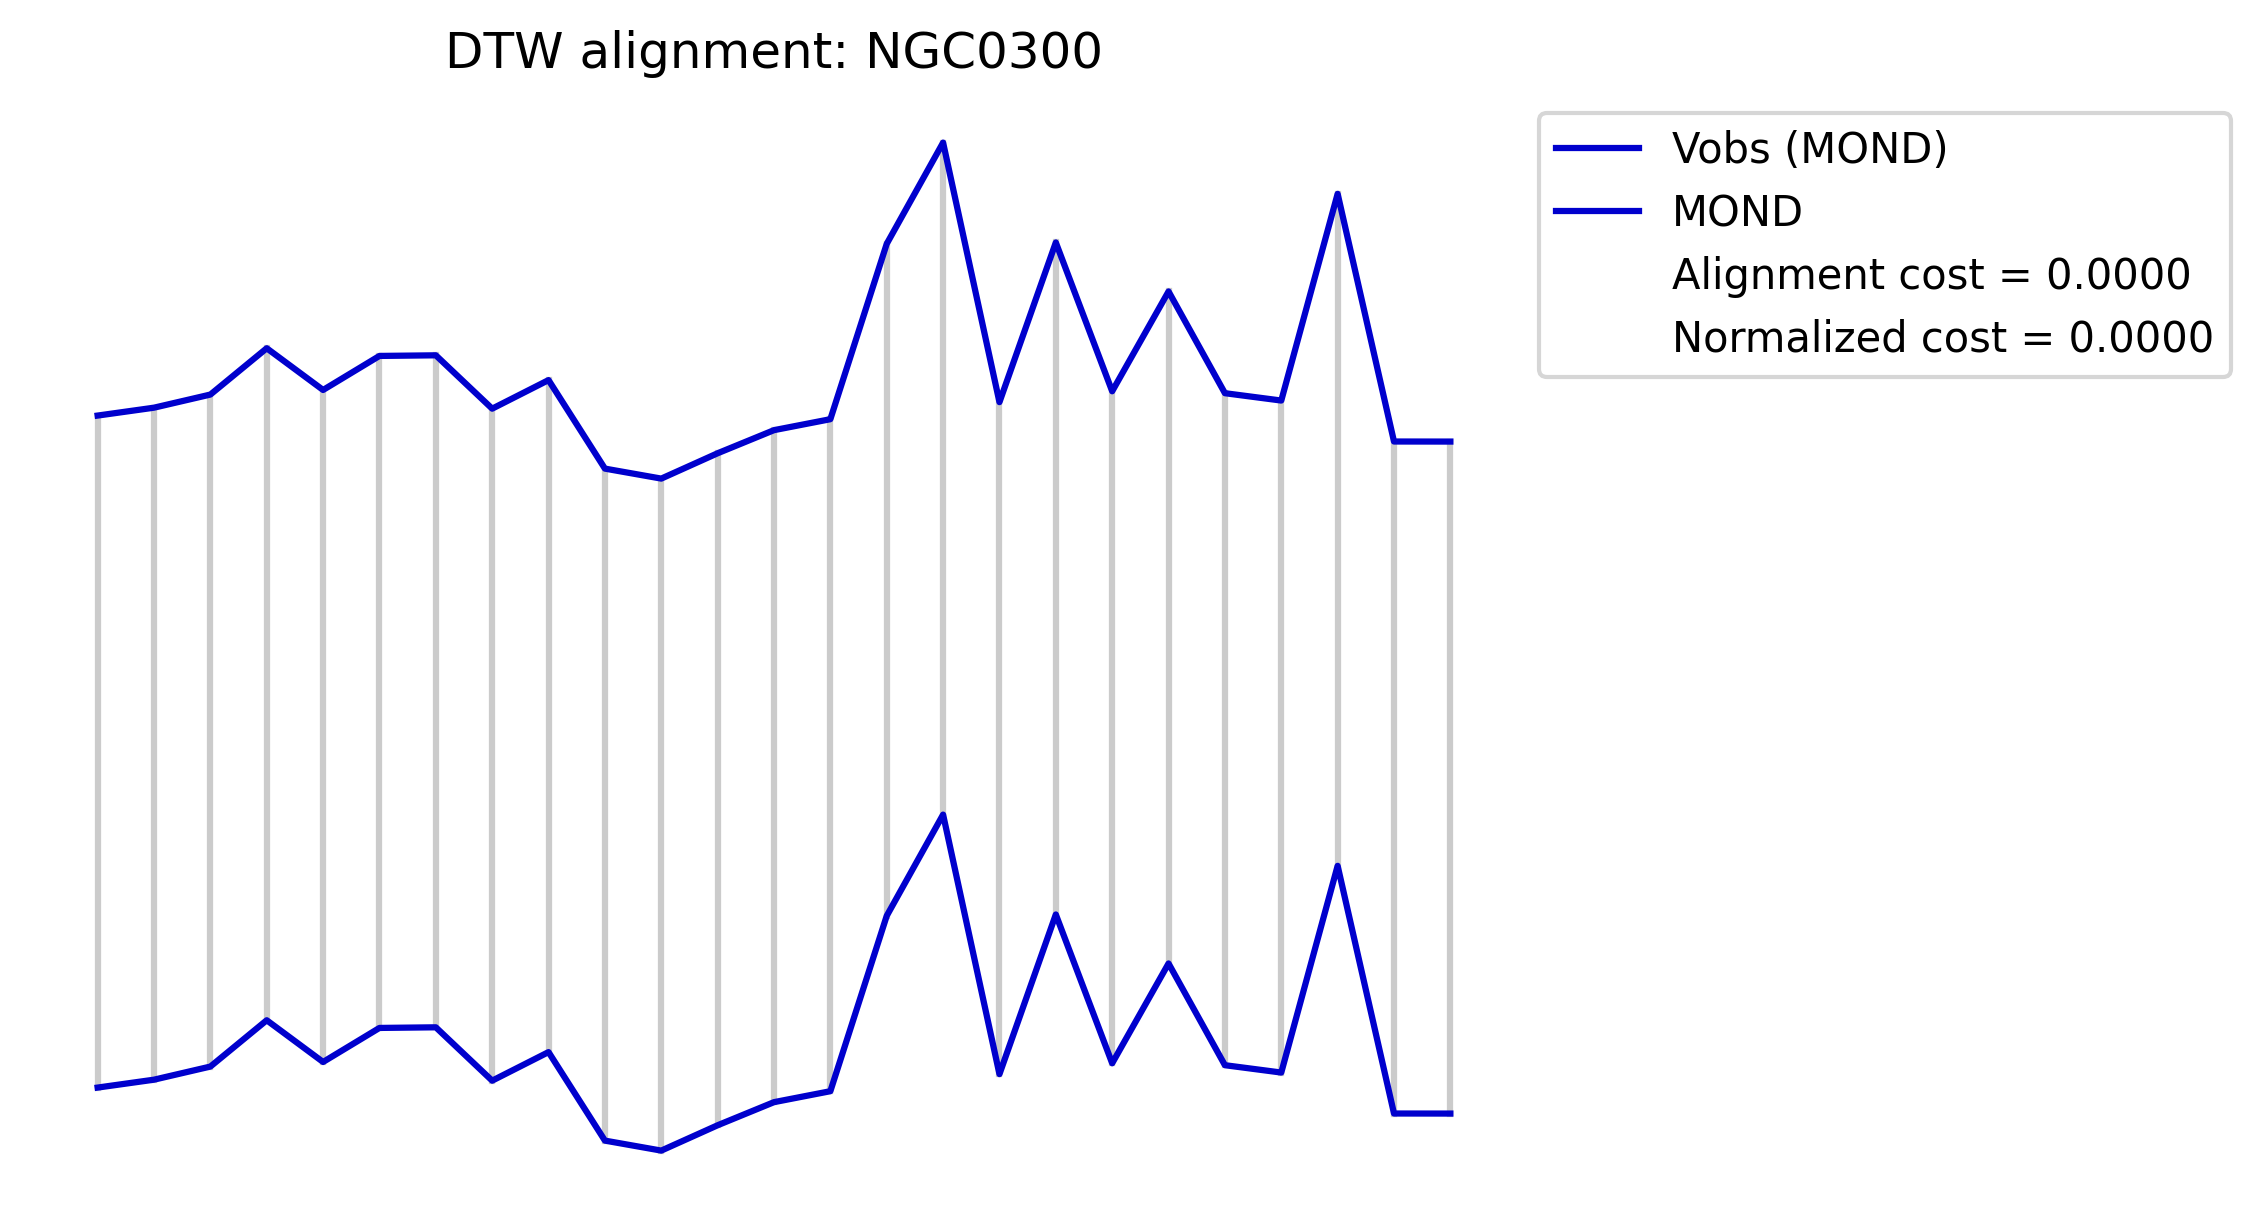 DTW alignment: NGC0300
Vobs (MOND)
MOND
Alignment cost = 0.0000
Normalized cost = 0.0000